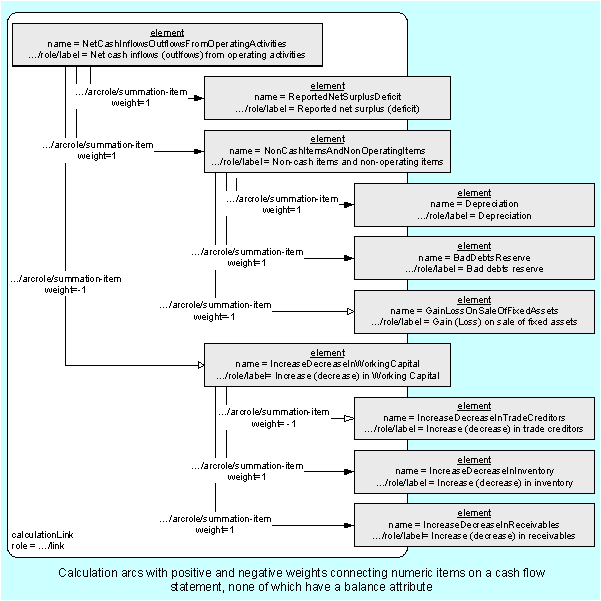 element
name = NetCashInflowsOutflowsFromOperatingActivities
.../role/label = Net cash inflows (outflows) from operating activities
.../arcrole/summation-item
weight=1
element
name = ReportedNetSurplusDeficit
.../role/label = Reported net surplus (deficit)
.../arcrole/summation-item
weight=1
element
name = NonCashItemsAndNonOperatingItems
.../role/label = Non-cash items and non-operating items
.../arcrole/summation-item
weight=1
element
name = Depreciation
.../role/label = Depreciation
.../arcrole/summation-item
weight=1
element
name = BadDebtsReserve
.../role/label = Bad debts reserve
.../arcrole/summation-item
weight=-1
.../arcrole/summation-item
weight=-1
element
name = GainLossOnSaleOfFixedAssets
.../role/label = Gain (Loss) on sale of fixed assets
element
name = IncreaseDecreaseInWorkingCapital
.../role/label= Increase (decrease) in Working Capital
.../arcrole/summation-item
weight= - 1
element
name = IncreaseDecreaseInTradeCreditors
.../role/label = Increase (decrease) in trade creditors
.../arcrole/summation-item
weight=1
element
name = IncreaseDecreaseInInventory
.../role/label = Increase (decrease) in inventory
.../arcrole/summation-item
weight=1
element
name = IncreaseDecreaseInReceivables
.../role/label= Increase (decrease) in receivables
calculationLink
role = .../link
Calculation arcs with positive and negative weights connecting numeric items on a cash flow
statement, none of which have a balance attribute